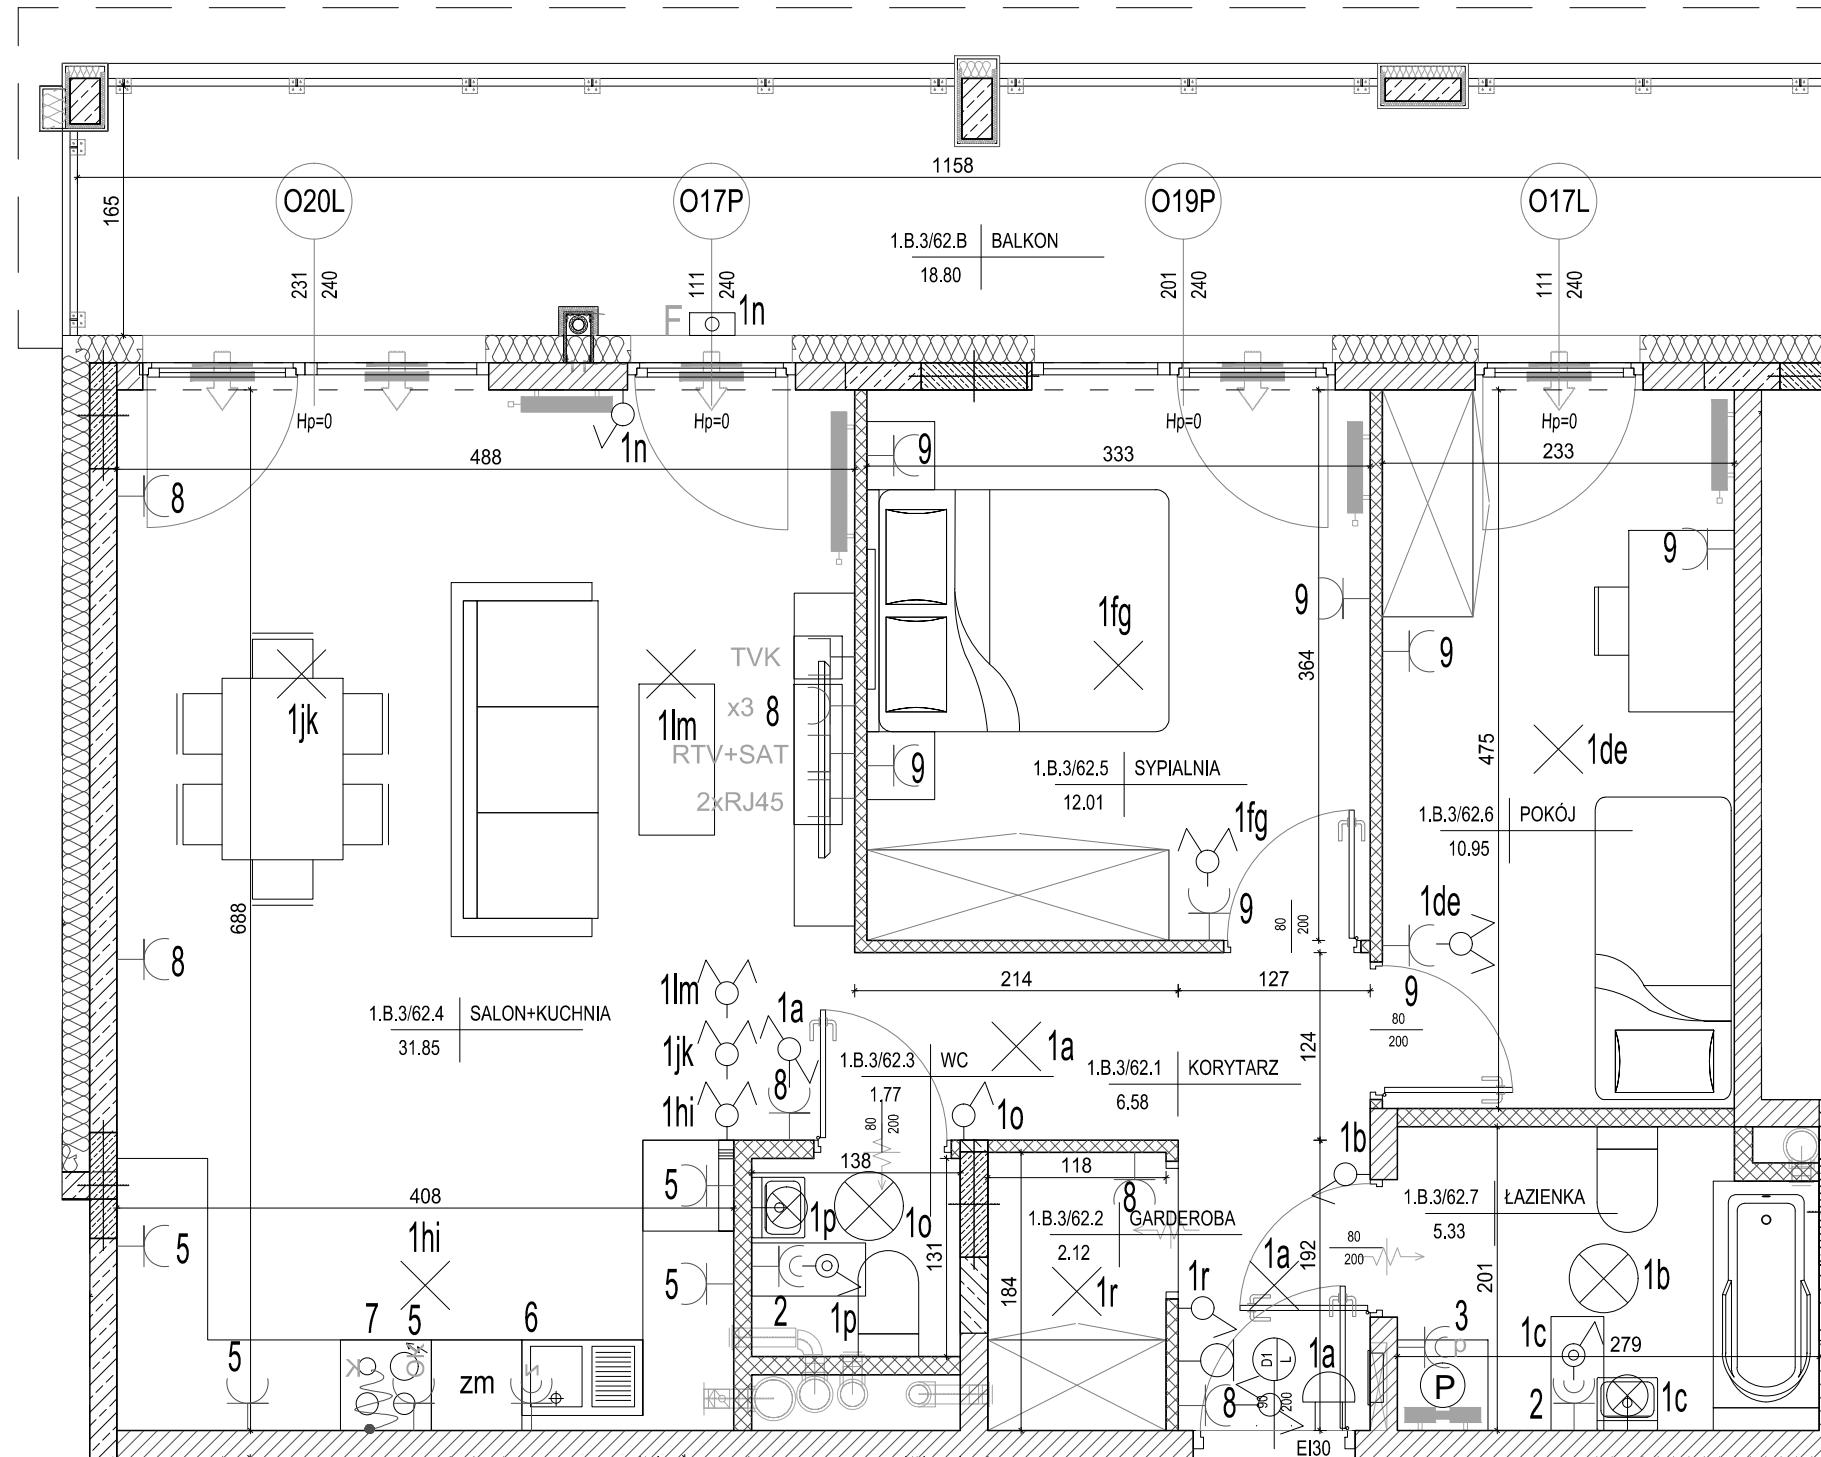 1158
165
O20L
O17P
O19P
O17L
1.B.3/62.B BALKON
18.80
231 240
111 240
201 240
111 240
F 1n
Hp=0
1n
Hp=0
Hp=0
Hp=0
488
333
233
8
9
9
9
9
9
1fg
364
TVK
1jk
1lm
x3 8
RTV+SAT
2xRJ45
9
475
1de
1.B.3/62.5 SYPIALNIA
12.01
1.B.3/62.6 POKÓJ
10.95
1fg
9
80
200
688
1de
9
8
1lm
1a
214
127
80
200
1.B.3/62.4 SALON+KUCHNIA
31.85
1jk
8
1.B.3/62.3 WC
1.77
80
200
1a
1.B.3/62.1 KORYTARZ
6.58
124
1hi
1o
1b
138
118
5
408
8
1.B.3/62.7 ŁAZIENKA
5.33
1p
1o
1.B.3/62.2 GARDEROBA
2.12
5
1hi
131
80
200
192
1a
201
1b
5
184
1r
1r
2
1p
7
5
6
3
1c
279
5
K
zm
D1
L
1a
p
P
8
90
200
2
1c
EI30